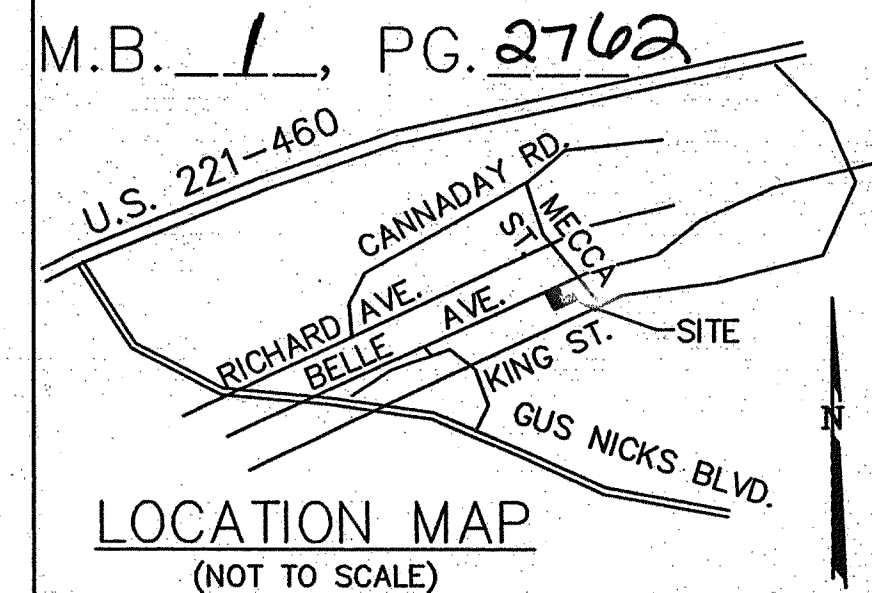 M.B. 1, PG. 2762
U.S. 221-460
CANNADAY RD.
MECCA ST.
RICHARD AVE.
BELLE AVE.
SITE
KING ST.
GUS NICKS BLVD.
N
LOCATION MAP
(NOT TO SCALE)